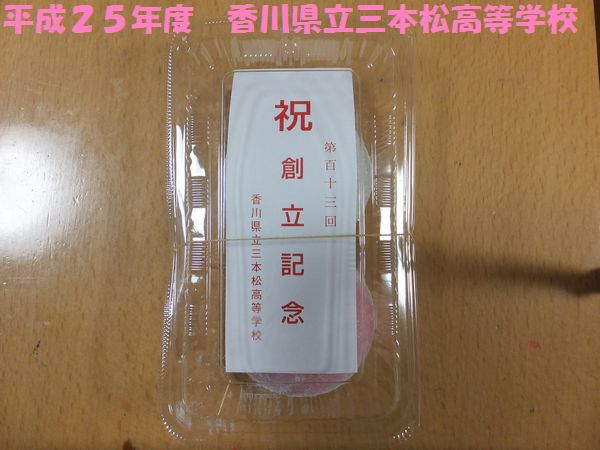 平成２５年度　香川県立三本松高等学校
第百十三回
祝創立記念
香川県立三本松高等学校